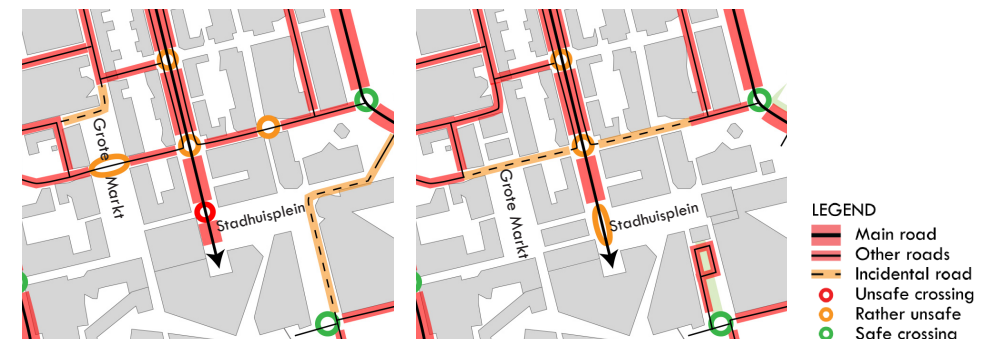 Grote
Markt
Stadhuisplein
Grote Markt
Stadhuisplein
LEGEND
Main road
Other roads
Incidental road
Unsafe crossing
Rather unsafe
Safe crossing